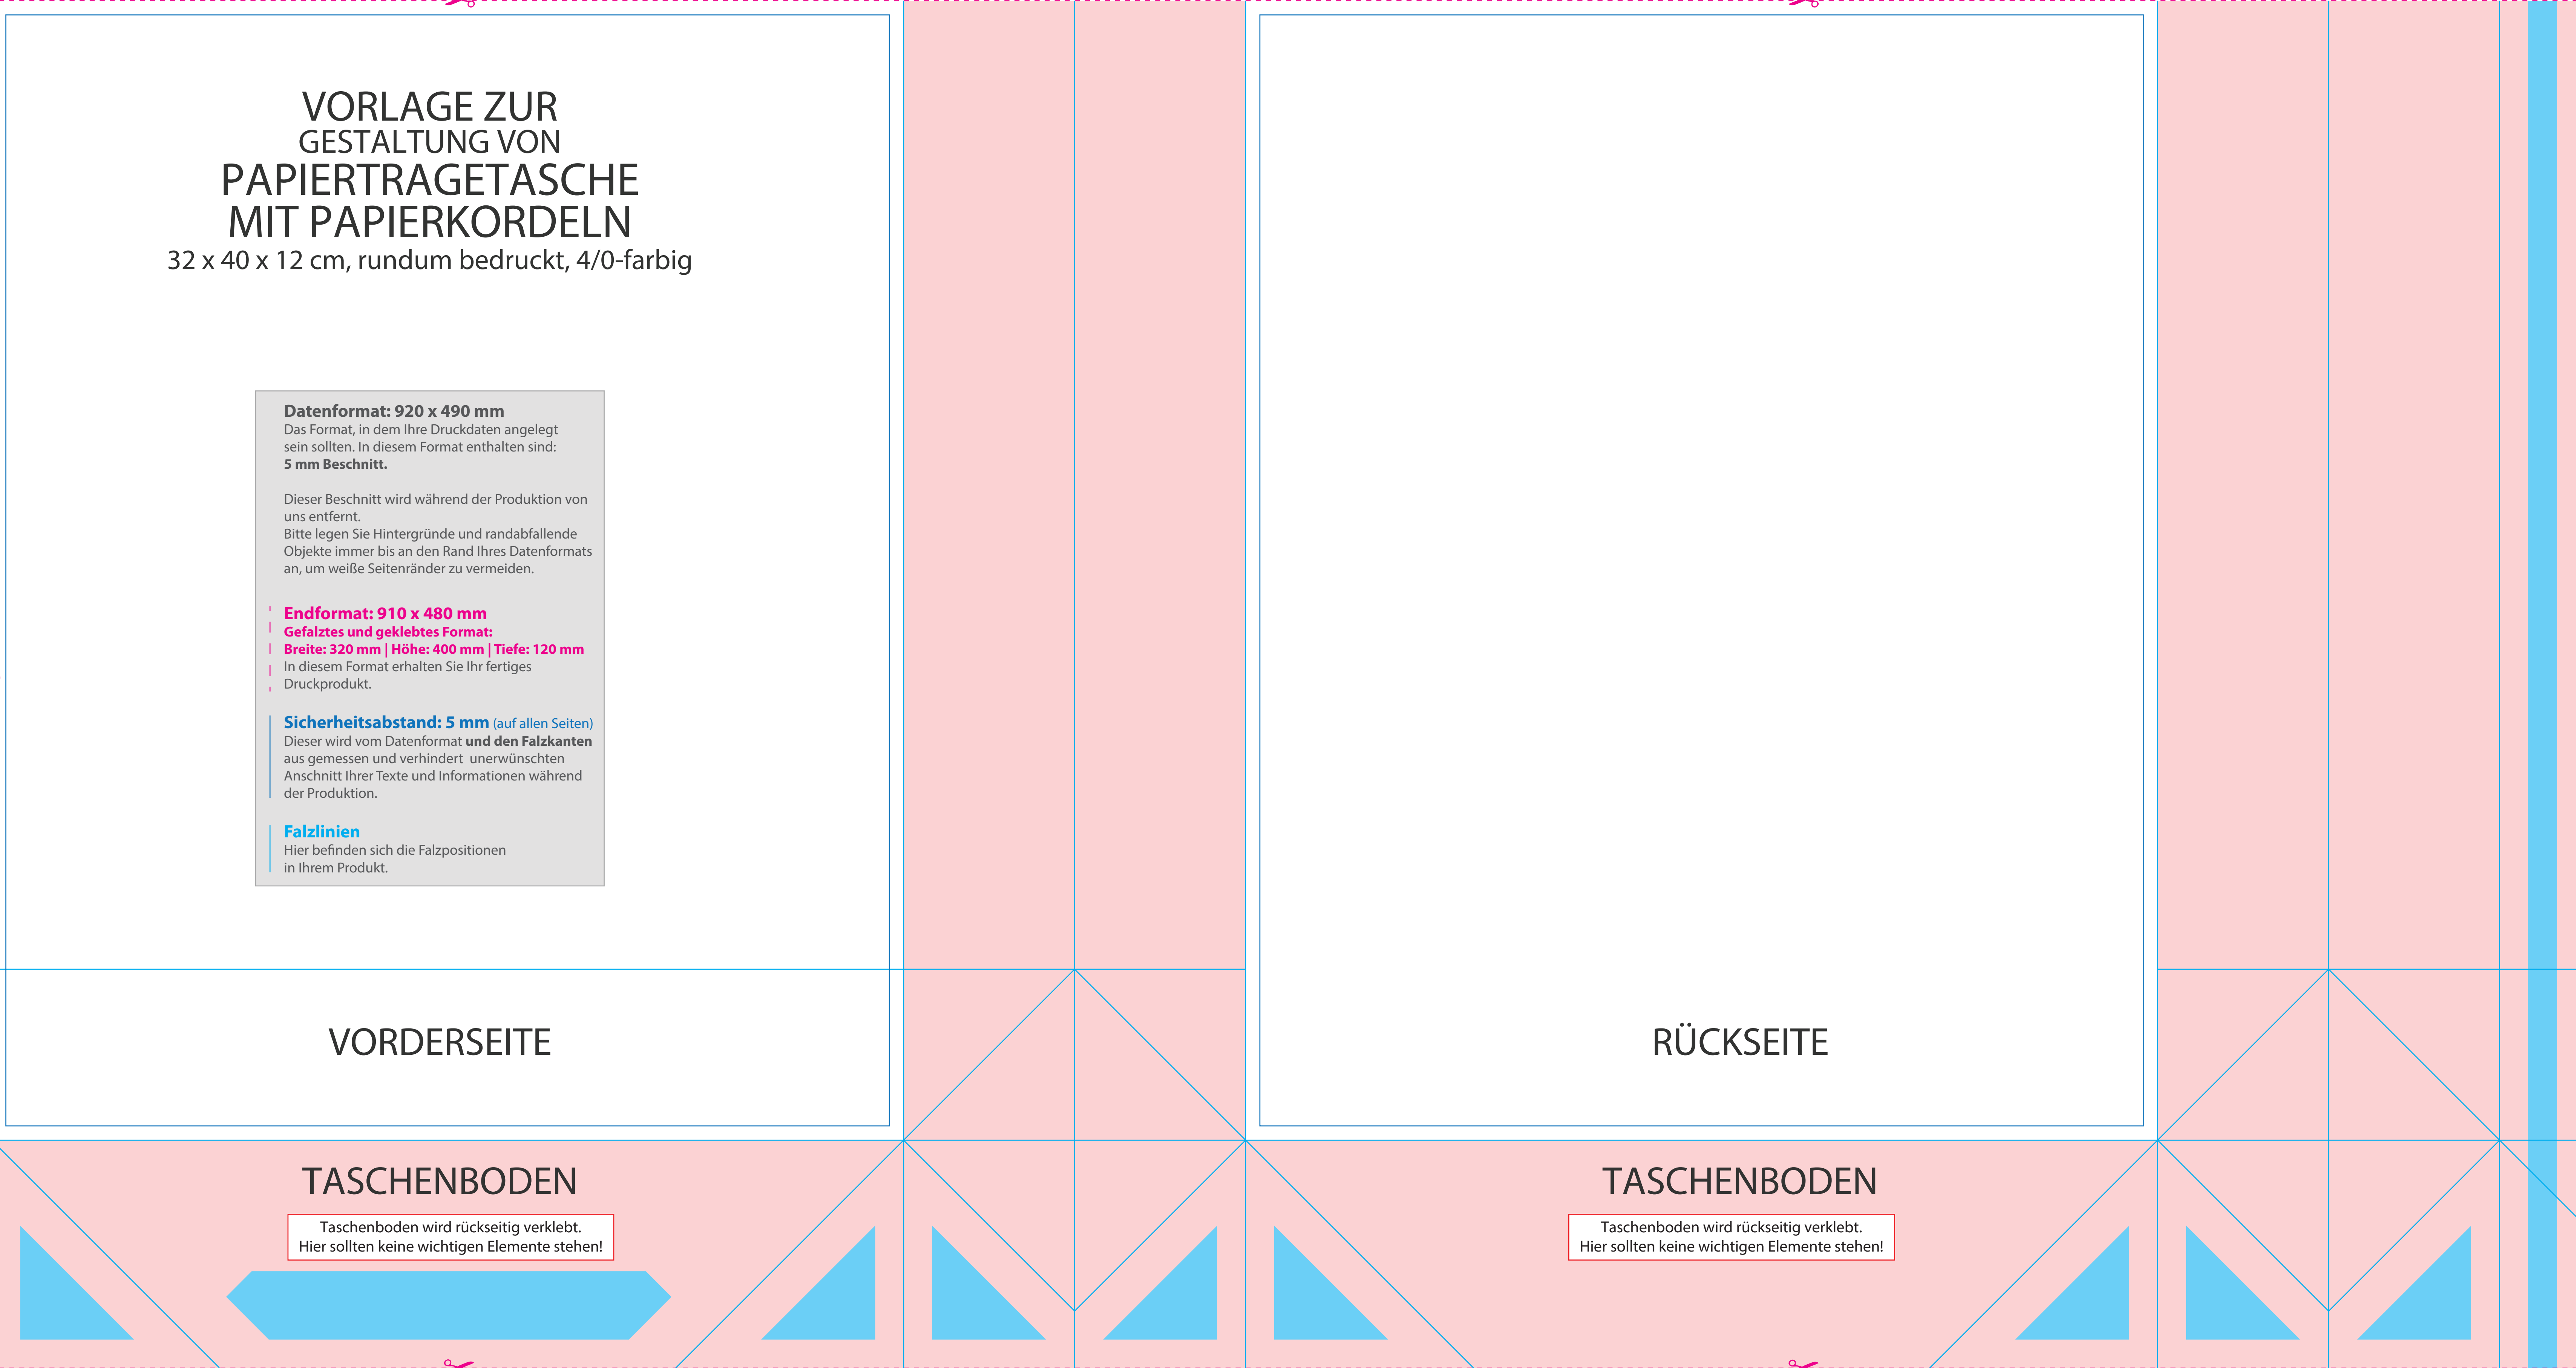 VORLAGE ZUR
GESTALTUNG VON
PAPIERTRAGETASCHE
MIT PAPIERKORDELN
32 x 40 x 12 cm, rundum bedruckt, 4/0-farbig
Datenformat: 920 x 490 mm
Das Format, in dem Ihre Druckdaten angelegt
sein sollten. In diesem Format enthalten sind:
5 mm Beschnitt.
Dieser Beschnitt wird während der Produktion von
uns entfernt.
Bitte legen Sie Hintergründe und randabfallende
Objekte immer bis an den Rand Ihres Datenformats
an, um weiße Seitenränder zu vermeiden.
Endformat: 910 x 480 mm
Gefalztes und geklebtes Format:
Breite: 320 mm | Höhe: 400 mm | Tiefe: 120 mm
In diesem Format erhalten Sie Ihr fertiges
Druckprodukt.
Sicherheitsabstand: 5 mm (auf allen Seiten)
Dieser wird vom Datenformat und den Falzkanten
aus gemessen und verhindert unerwünschten
Anschnitt Ihrer Texte und Informationen während
der Produktion.
Falzlinien
Hier befinden sich die Falzpositionen
in Ihrem Produkt.
VORDERSEITE
RÜCKSEITE
TASCHENBODEN
Taschenboden wird rückseitig verklebt.
Hier sollten keine wichtigen Elemente stehen!
TASCHENBODEN
Taschenboden wird rückseitig verklebt.
Hier sollten keine wichtigen Elemente stehen!